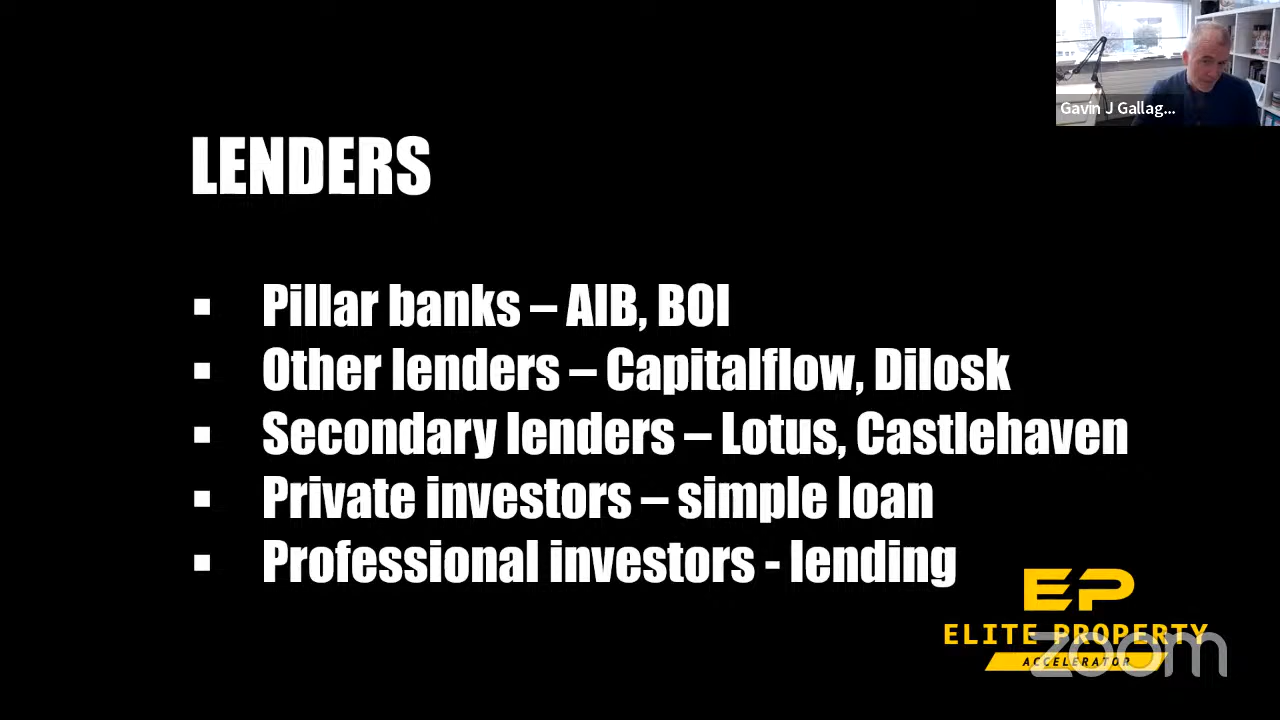 Gavin J Gallag...
LENDERS
▪ Pillar banks – AIB, BOI
▪ Other lenders – Capitalflow, Dilosk
▪ Secondary lenders – Lotus, Castlehaven
▪ Private investors – simple loan
▪ Professional investors - lending
EP
ELITE PROPERTY
ACCELERATOR
zoom